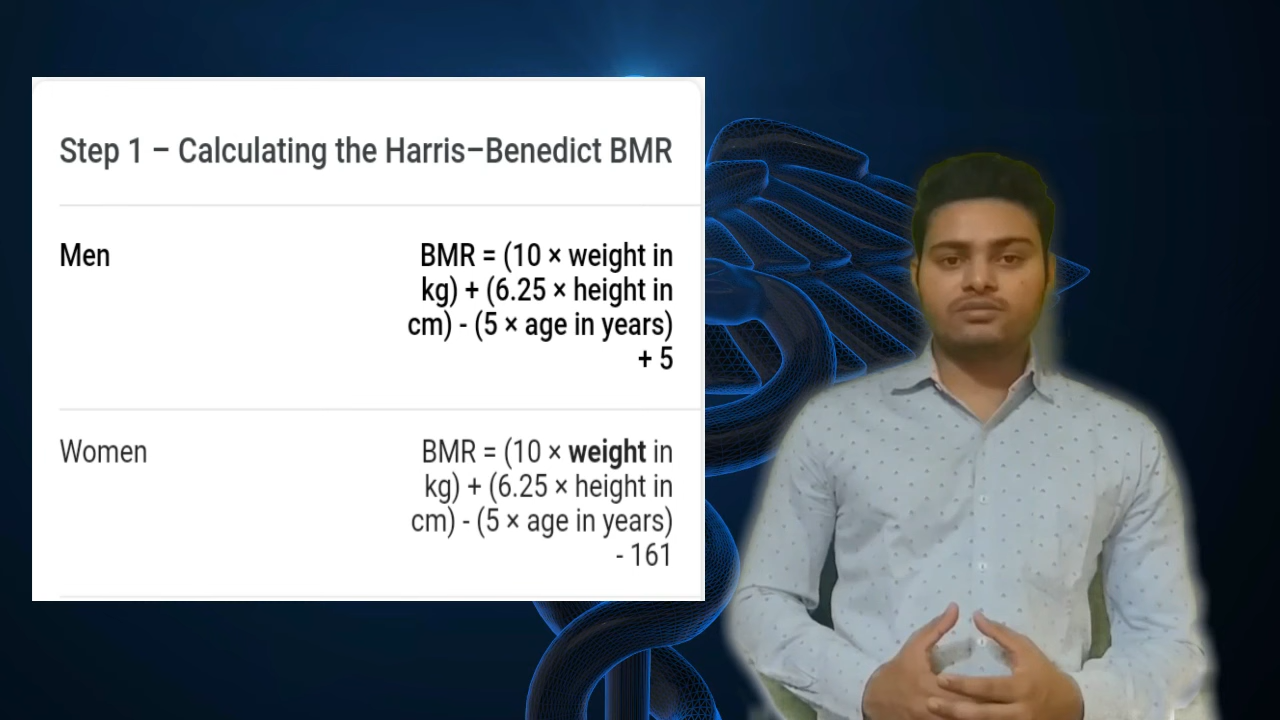 Step 1 – Calculating the Harris–Benedict BMR
Men
BMR = (10 × weight in
kg) + (6.25 × height in
cm) - (5 × age in years)
+ 5
Women
BMR = (10 × weight in
kg) + (6.25 × height in
cm) - (5 × age in years)
- 161